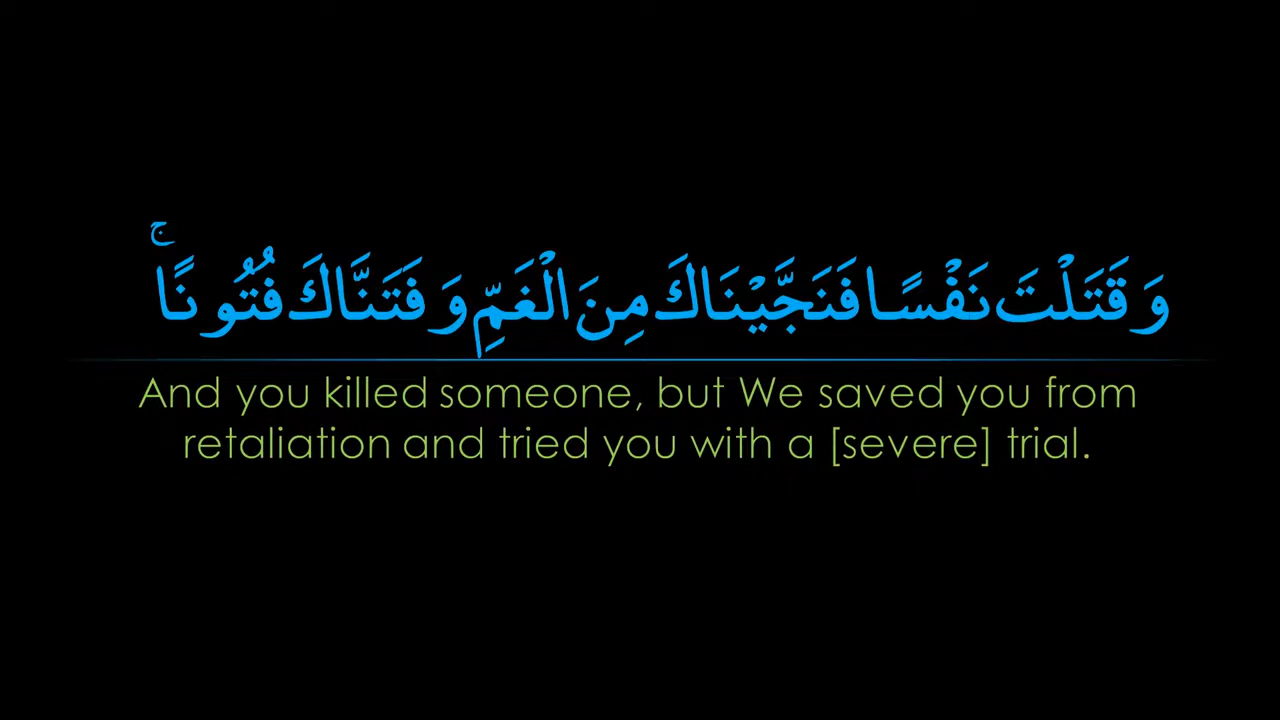 وَقَتَلْتَ نَفْسًا فَنَجَّيْنَاكَ مِنَ الْغَمِّ وَفَتَنَّاكَ فُتُونًا ۚ
And you killed someone, but We saved you from
retaliation and tried you with a [severe] trial.